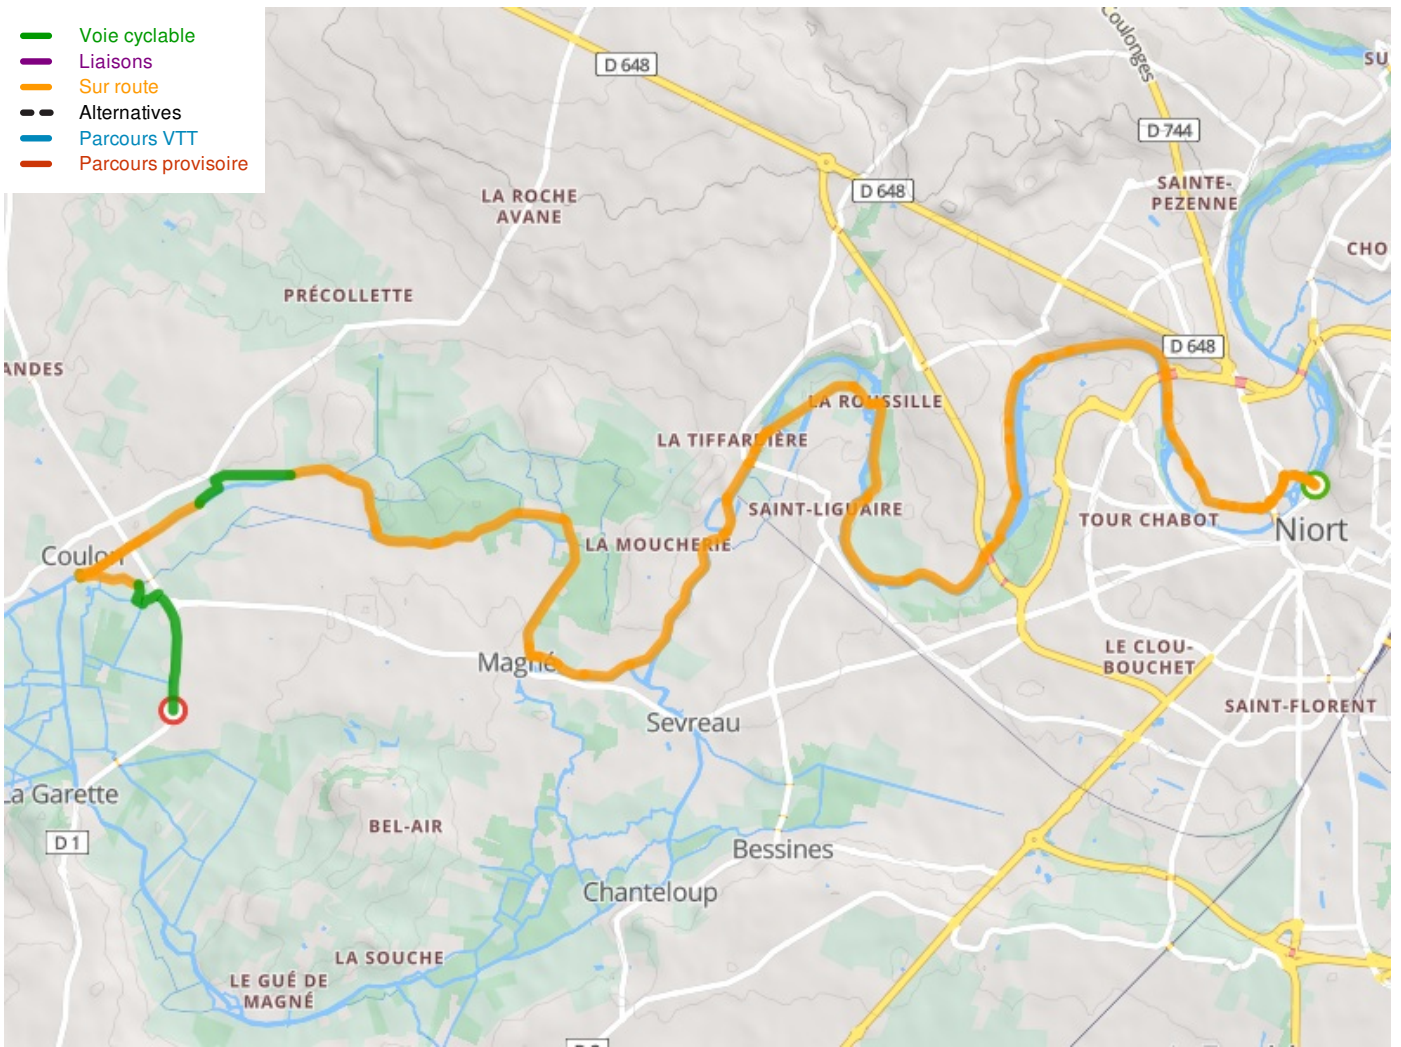 Voie cyclable
Liaisons
Sur route
Alternatives
Parcours VTT
Parcours provisoire
Coulonges
D 648
SU
D 744
D 648
SAINTE-
PEZENNE
LA ROCHE
AVANE
CHO
PRÉCOLLETTE
D 648
ANDES
LA ROUSSILLE
LA TIFFARDIÈRE
SAINT-LIGUAIRE
TOUR CHABOT
Niort
LA MOUCHERIE
Coulon
Magné
LE CLOU-
BOUCHET
SAINT-FLORENT
Sevreau
La Garette
BEL-AIR
D 1
Bessines
Chanteloup
LA SOUCHE
LE GUÉ DE
MAGNÉ